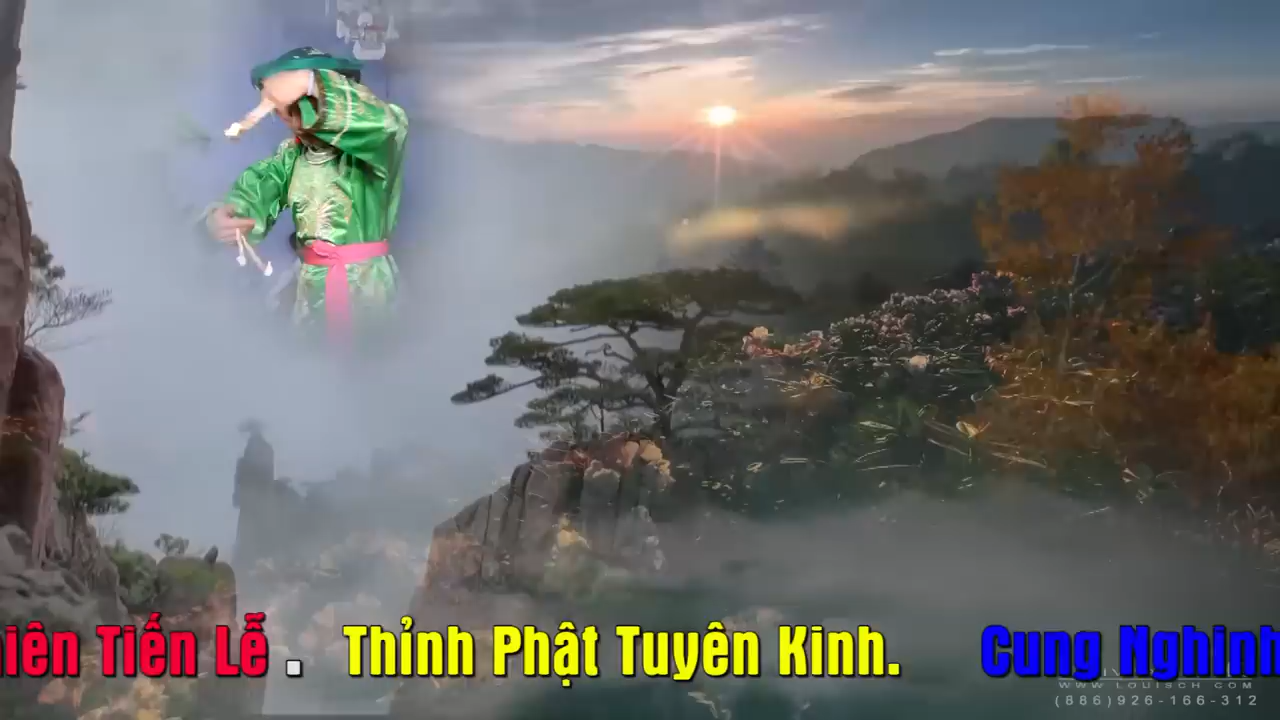 iên Tiến Lễ . Thỉnh Phật Tuyên Kinh. Cung Nghinh
WWW LOUISCH COM
(886)926-166-312